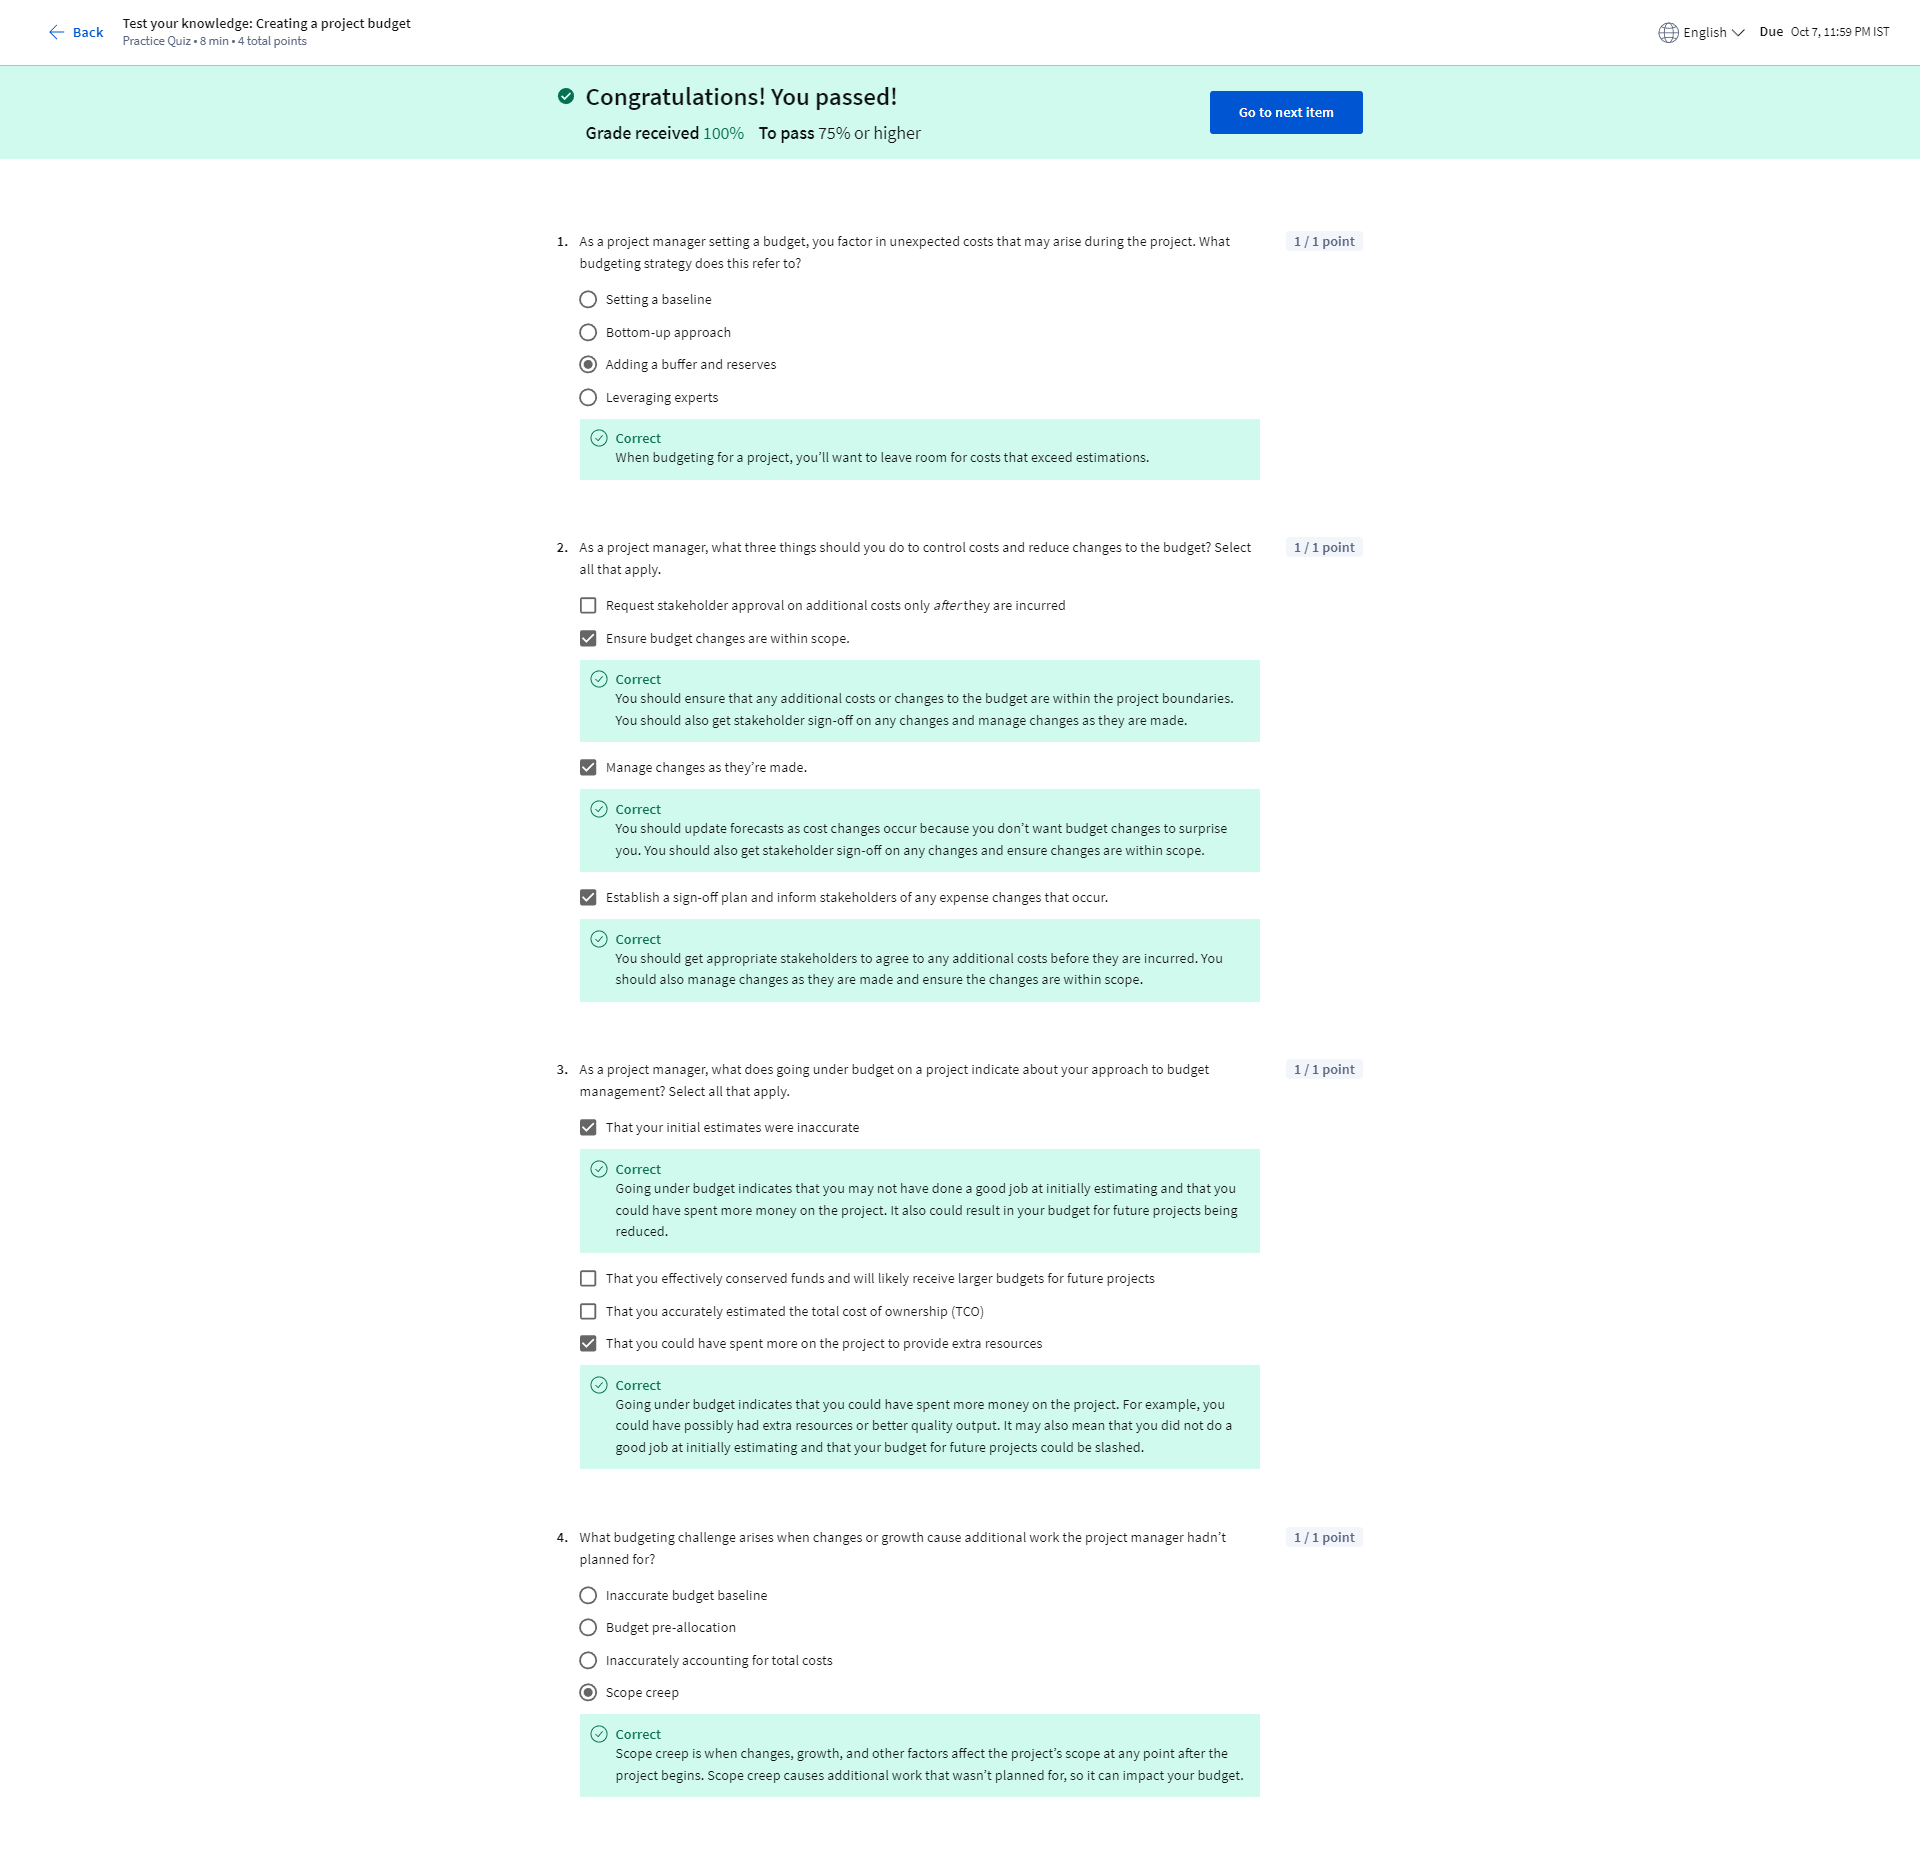 Back
Test your knowledge: Creating a project budget
Practice Quiz • 8 min • 4 total points
English
Due Oct 7, 11:59 PM IST
Congratulations! You passed!
Grade received 100% To pass 75% or higher
Go to next item
1. As a project manager setting a budget, you factor in unexpected costs that may arise during the project. What
budgeting strategy does this refer to?
1 / 1 point
Setting a baseline
Bottom-up approach
Adding a buffer and reserves
Leveraging experts
Correct
When budgeting for a project, you’ll want to leave room for costs that exceed estimations.
2. As a project manager, what three things should you do to control costs and reduce changes to the budget? Select
all that apply.
1 / 1 point
Request stakeholder approval on additional costs only after they are incurred
Ensure budget changes are within scope.
Correct
You should ensure that any additional costs or changes to the budget are within the project boundaries.
You should also get stakeholder sign-off on any changes and manage changes as they are made.
Manage changes as they’re made.
Correct
You should update forecasts as cost changes occur because you don’t want budget changes to surprise
you. You should also get stakeholder sign-off on any changes and ensure changes are within scope.
Establish a sign-off plan and inform stakeholders of any expense changes that occur.
Correct
You should get appropriate stakeholders to agree to any additional costs before they are incurred. You
should also manage changes as they are made and ensure the changes are within scope.
3. As a project manager, what does going under budget on a project indicate about your approach to budget
management? Select all that apply.
1 / 1 point
That your initial estimates were inaccurate
Correct
Going under budget indicates that you may not have done a good job at initially estimating and that you
could have spent more money on the project. It also could result in your budget for future projects being
reduced.
That you effectively conserved funds and will likely receive larger budgets for future projects
That you accurately estimated the total cost of ownership (TCO)
That you could have spent more on the project to provide extra resources
Correct
Going under budget indicates that you could have spent more money on the project. For example, you
could have possibly had extra resources or better quality output. It may also mean that you did not do a
good job at initially estimating and that your budget for future projects could be slashed.
4. What budgeting challenge arises when changes or growth cause additional work the project manager hadn’t
planned for?
1 / 1 point
Inaccurate budget baseline
Budget pre-allocation
Inaccurately accounting for total costs
Scope creep
Correct
Scope creep is when changes, growth, and other factors affect the project’s scope at any point after the
project begins. Scope creep causes additional work that wasn’t planned for, so it can impact your budget.